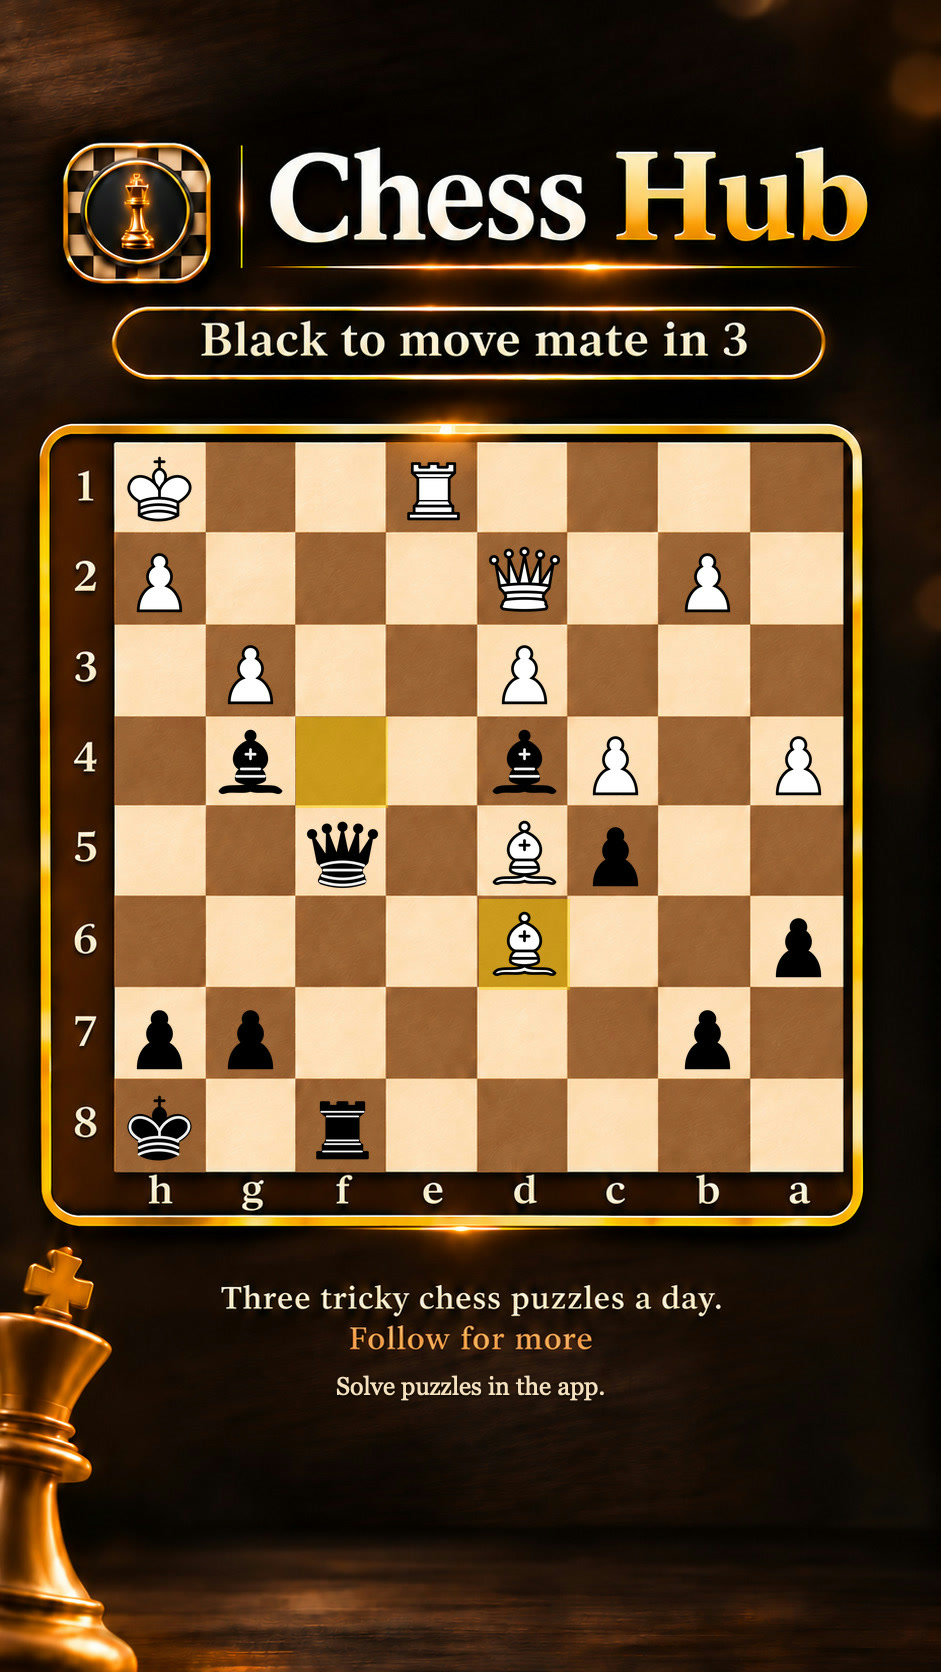 Chess Hub
Black to move mate in 3
1
2
3
4
5
6
7
8
h g f e d c b a
Three tricky chess puzzles a day.
Follow for more
Solve puzzles in the app.